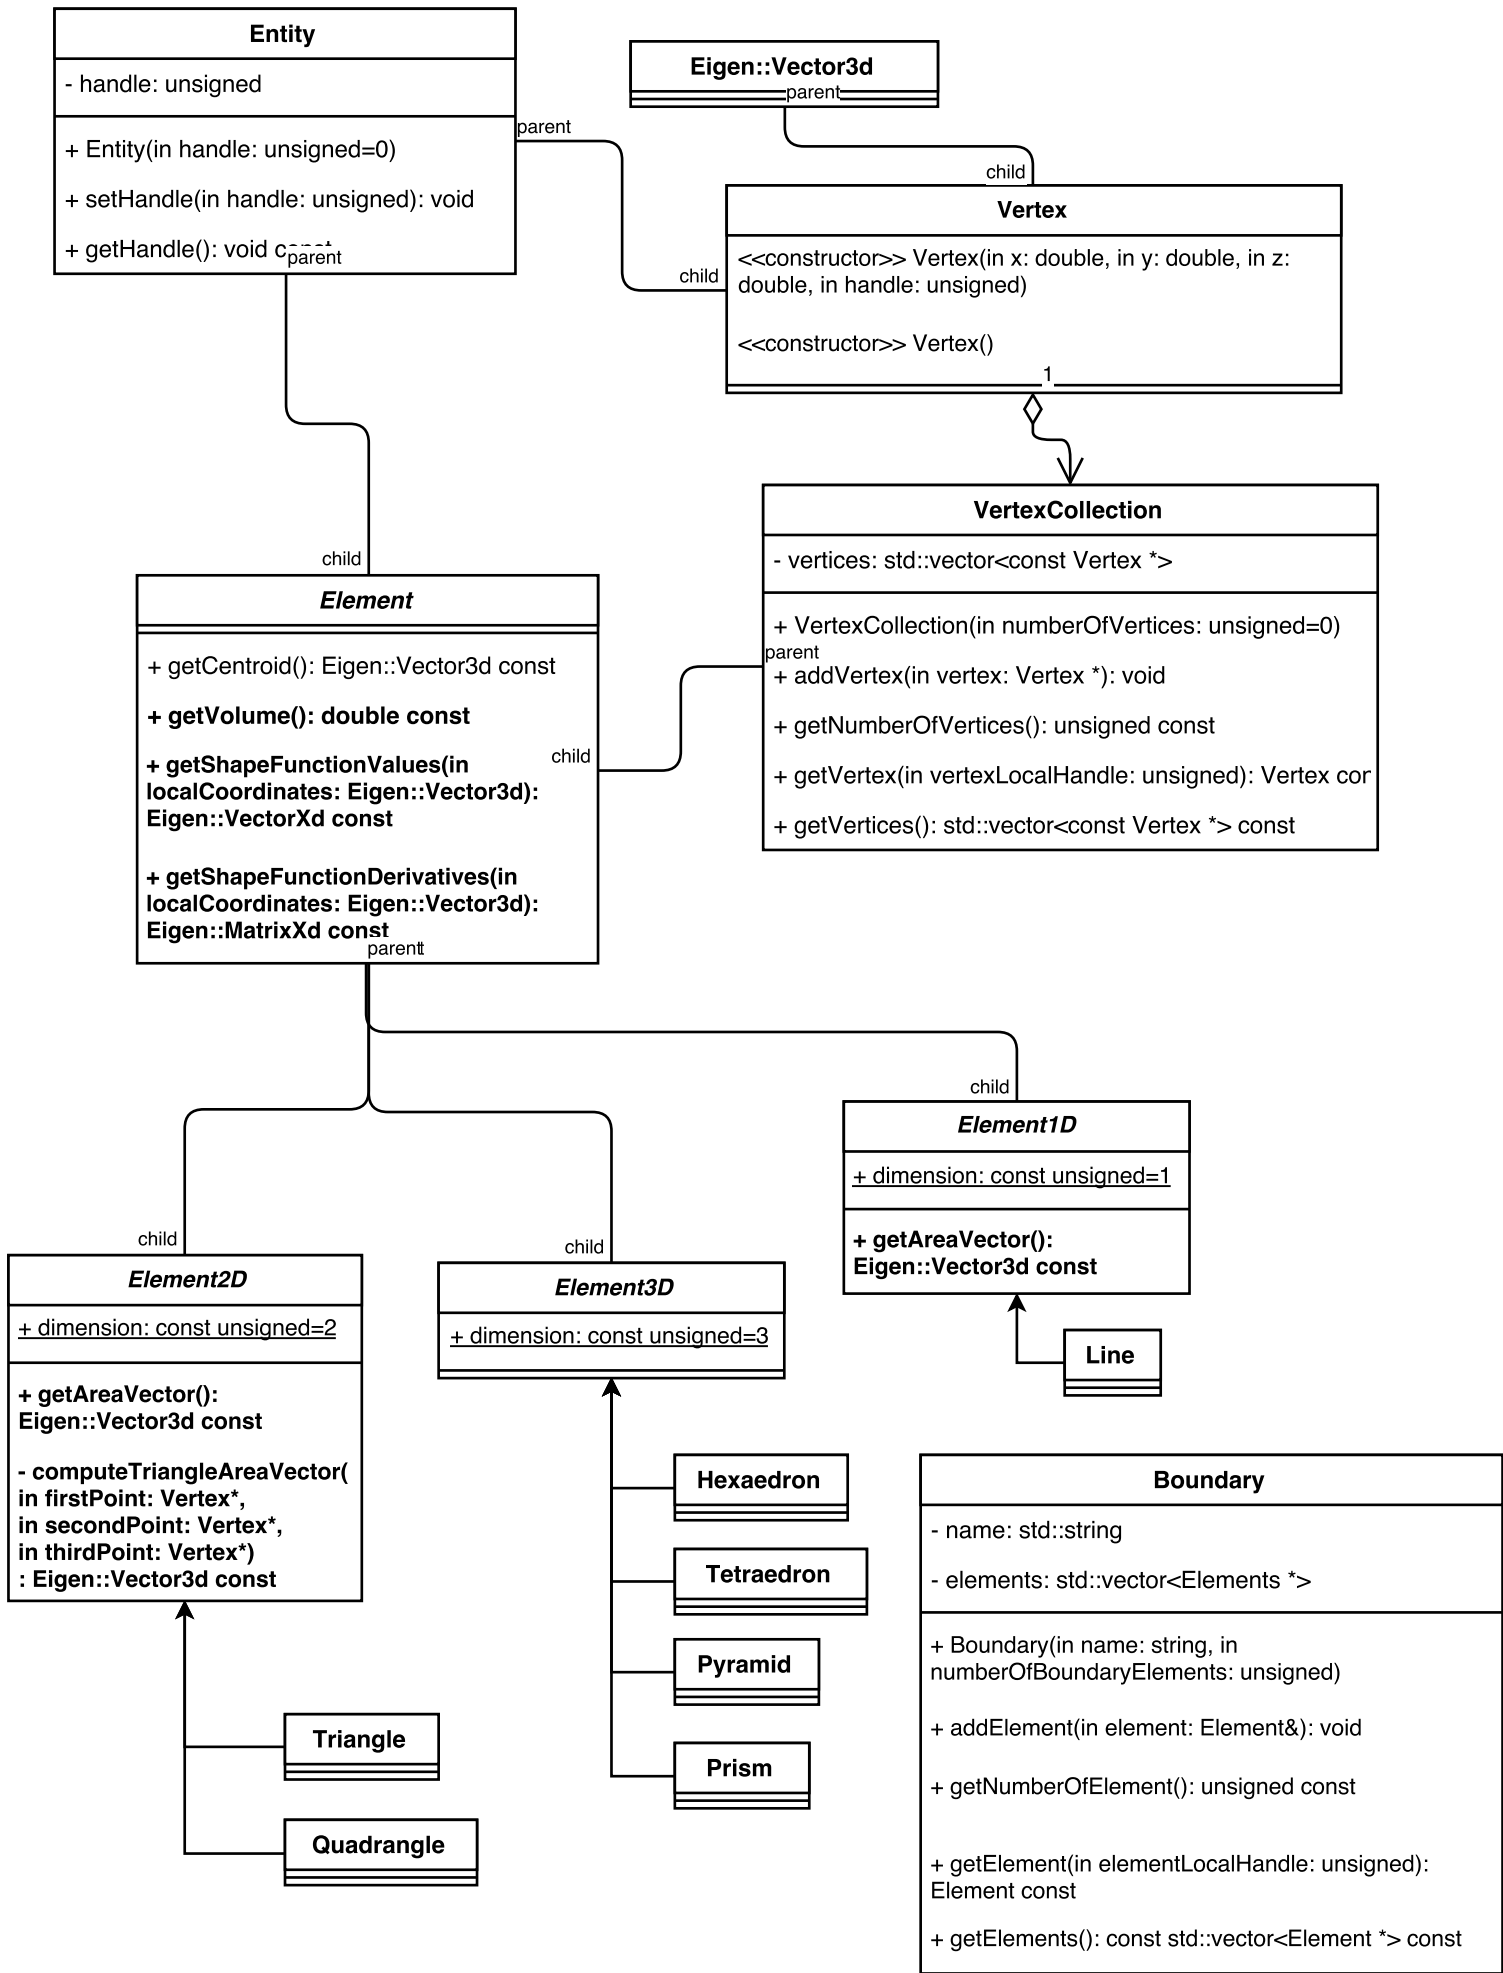 Entity
- handle: unsigned
+ Entity(in handle: unsigned=0)
+ setHandle(in handle: unsigned): void
+ getHandle(): void const
parent
parent
child
Eigen::Vector3d
parent
child
Vertex
<<constructor>> Vertex(in x: double, in y: double, in z:
double, in handle: unsigned)
<<constructor>> Vertex()
1
VertexCollection
- vertices: std::vector<const Vertex *>
+ VertexCollection(in numberOfVertices: unsigned=0)
parent
+ addVertex(in vertex: Vertex *): void
+ getNumberOfVertices(): unsigned const
+ getVertex(in vertexLocalHandle: unsigned): Vertex cor
+ getVertices(): std::vector<const Vertex *> const
child
Element
+ getCentroid(): Eigen::Vector3d const
+ getVolume(): double const
child
+ getShapeFunctionValues(in
localCoordinates: Eigen::Vector3d):
Eigen::VectorXd const
+ getShapeFunctionDerivatives(in
localCoordinates: Eigen::Vector3d):
Eigen::MatrixXd const
parent
child
Element1D
+ dimension: const unsigned=1
+ getAreaVector():
Eigen::Vector3d const
Line
child
Element2D
+ dimension: const unsigned=2
+ getAreaVector():
Eigen::Vector3d const
- computeTriangleAreaVector(
in firstPoint: Vertex*,
in secondPoint: Vertex*,
in thirdPoint: Vertex*)
: Eigen::Vector3d const
Triangle
Quadrangle
child
Element3D
+ dimension: const unsigned=3
Hexaedron
Tetraedron
Pyramid
Prism
Boundary
- name: std::string
- elements: std::vector<Elements *>
+ Boundary(in name: string, in
numberOfBoundaryElements: unsigned)
+ addElement(in element: Element&): void
+ getNumberOfElement(): unsigned const
+ getElement(in elementLocalHandle: unsigned):
Element const
+ getElements(): const std::vector<Element *> const